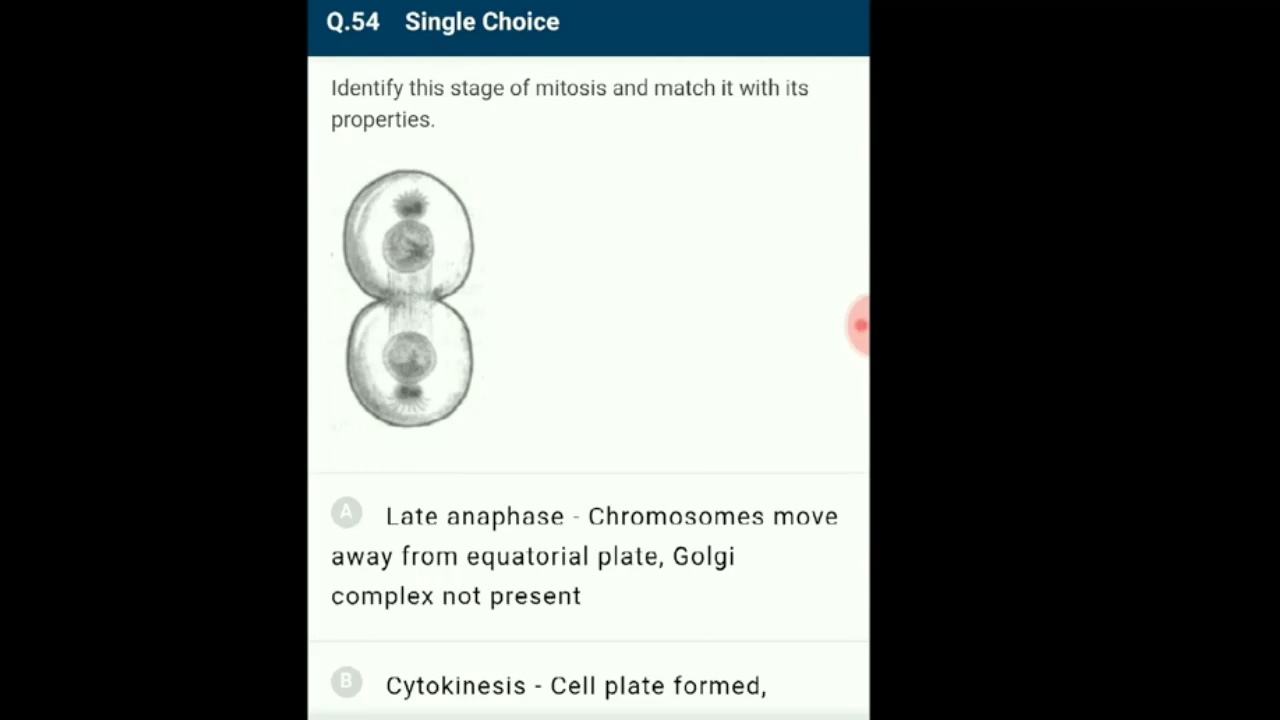 Q.54 Single Choice
Identify this stage of mitosis and match it with its
properties.
A Late anaphase - Chromosomes move
away from equatorial plate, Golgi
complex not present
B Cytokinesis - Cell plate formed,